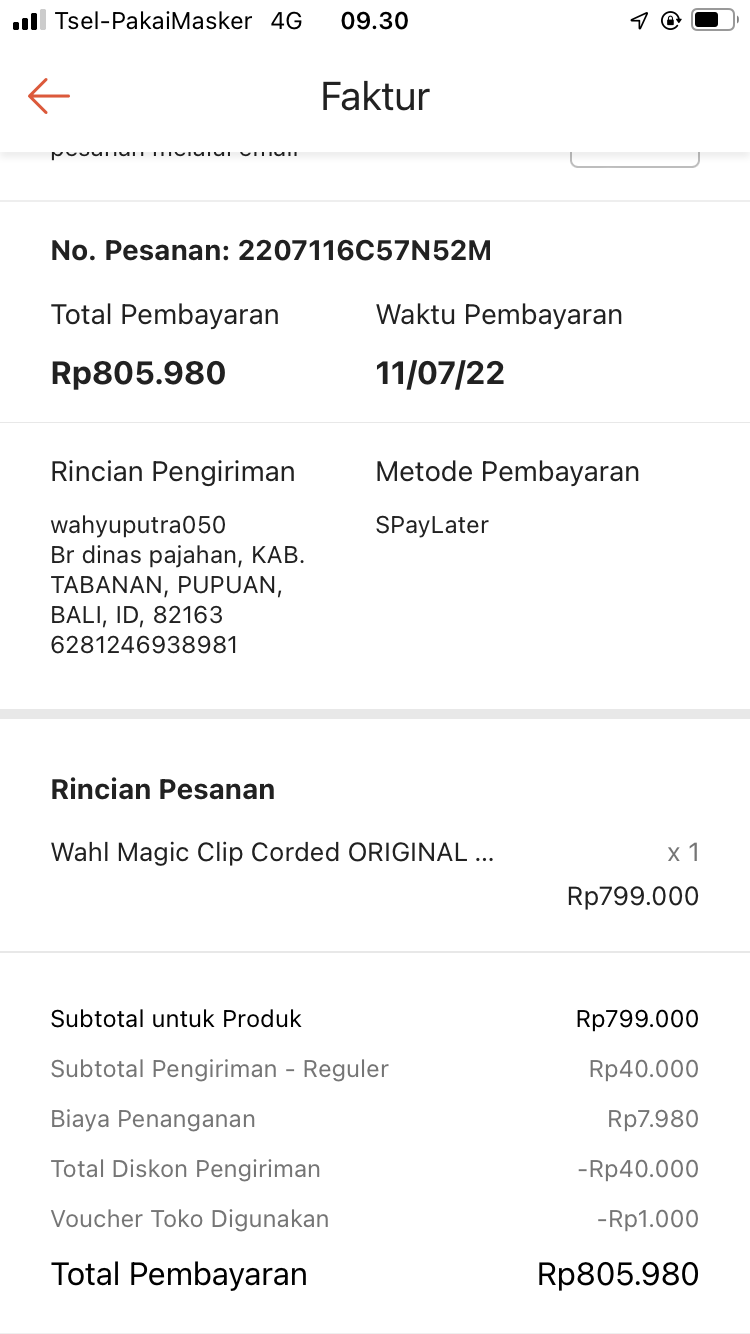 Tsel-PakaiMasker 4G 09.30
Faktur
pesanan melalui email
No. Pesanan: 2207116C57N52M
Total Pembayaran Waktu Pembayaran
Rp805.980 11/07/22
Rincian Pengiriman Metode Pembayaran
wahyuputra050 SPayLater
Br dinas pajahan, KAB.
TABANAN, PUPUAN,
BALI, ID, 82163
6281246938981
Rincian Pesanan
Wahl Magic Clip Corded ORIGINAL ... x 1
Rp799.000
Subtotal untuk Produk Rp799.000
Subtotal Pengiriman - Reguler Rp40.000
Biaya Penanganan Rp7.980
Total Diskon Pengiriman -Rp40.000
Voucher Toko Digunakan -Rp1.000
Total Pembayaran Rp805.980